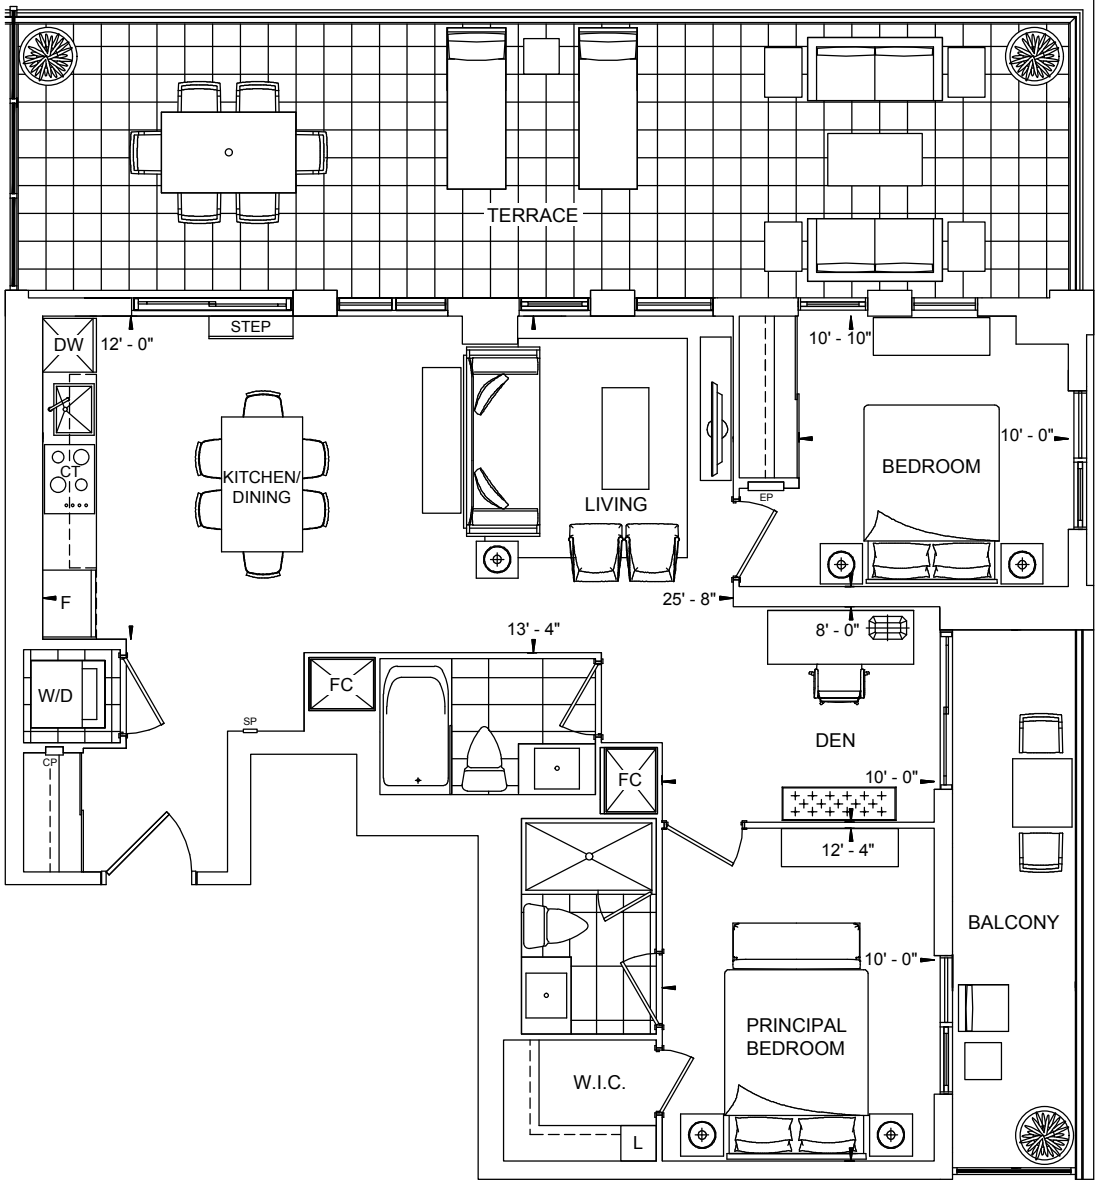 TERRACE
STEP
DW
12' - 0"
10' - 10"
CT
KITCHEN/
DINING
10' - 0"
BEDROOM
EP
LIVING
F
25' - 8"
13' - 4"
8' - 0"
W/D
FC
SP
DEN
CP
FC
10' - 0"
12' - 4"
BALCONY
10' - 0"
PRINCIPAL
BEDROOM
W.I.C.
L